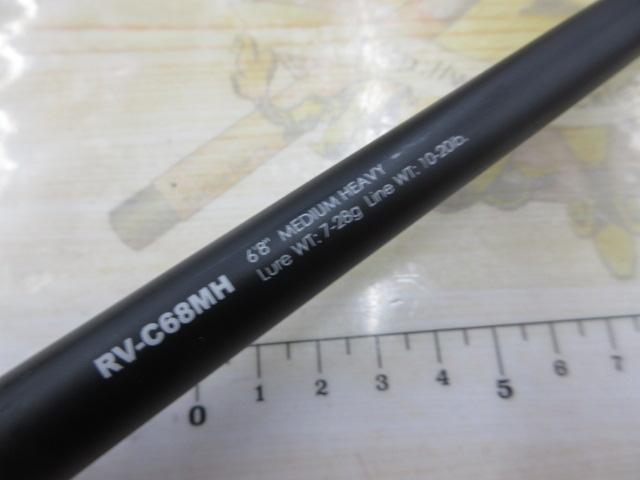 RV-C68MH
6'8" MEDIUM HEAVY
Lure WT: 7-28g Line WT: 10-20lb.
0 1 2 3 4 5 6 7